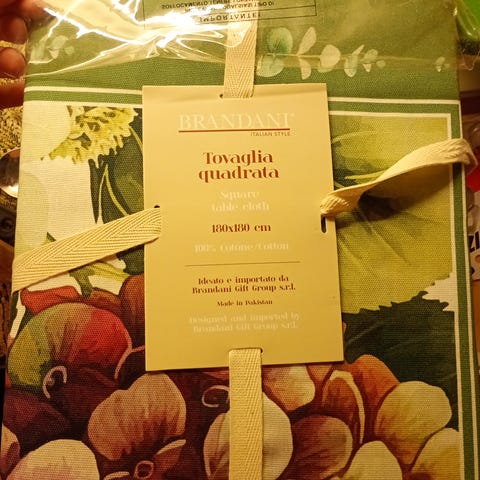 BRANDANI®
ITALIAN STYLE
Tovaglia
quadrata
Square
table cloth
180x180 cm
100% Cotone/Cotton
Ideato e importato da
Brandani Gift Group s.r.l.
Made in Pakistan
Designed and imported by
Brandani Gift Group s.r.l.